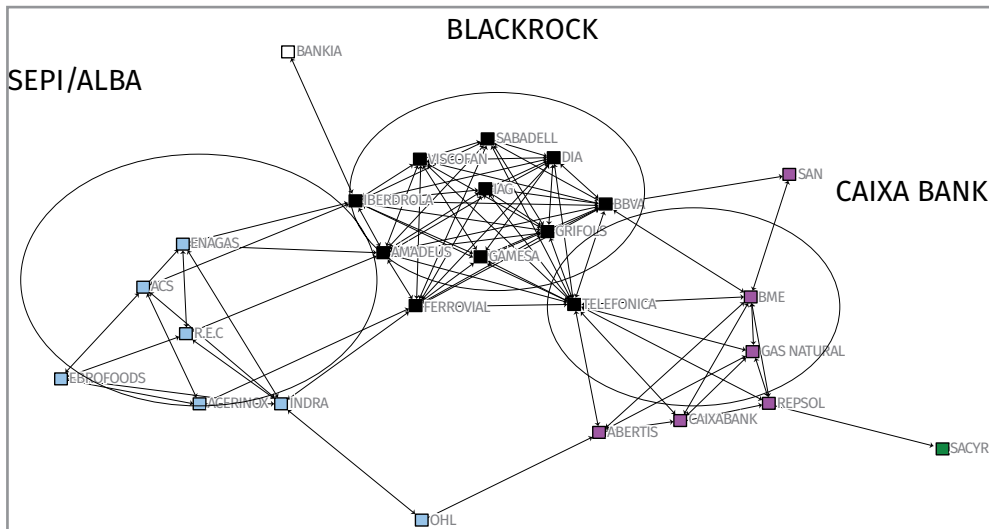 BLACKROCK
BANKIA
SEPI/ALBA
SABADELL
VISCOFAN
DIA
SAN
IAG
CAIXA BANK
IBERDROLA
BBVA
GRIFOLS
ENAGAS
AMADEUS
GAMESA
ACS
BME
FERROVIAL
TELEFONICA
R.E.C
GAS NATURAL
EBROFOODS
ACERINOX
INDRA
REPSOL
CAIXABANK
ABERTIS
SACYR
OHL